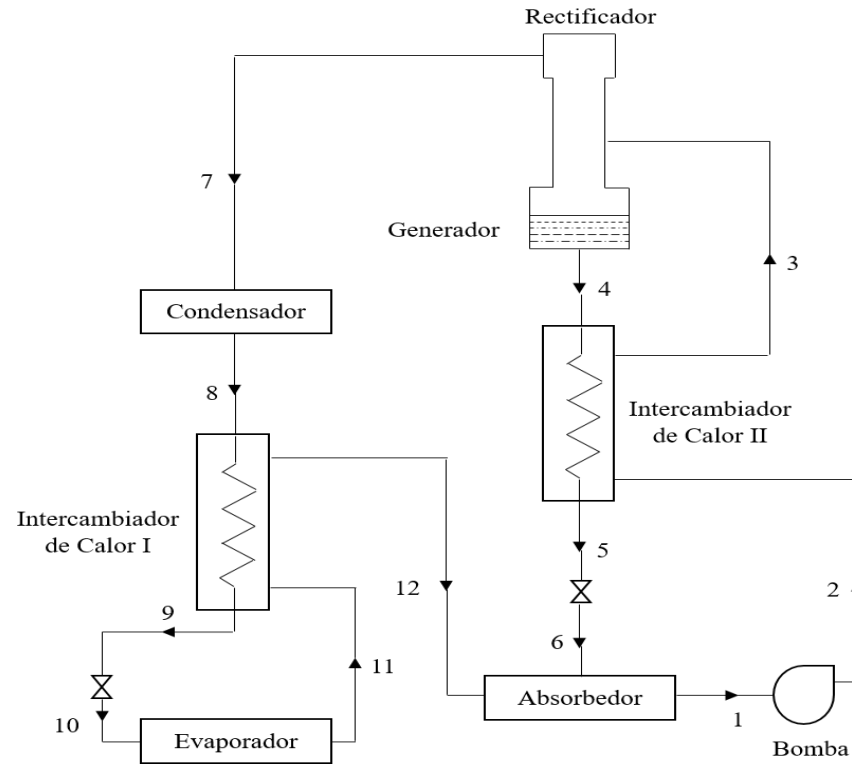 Rectificador
7
Generador
3
4
Condensador
8
Intercambiador
de Calor II
Intercambiador
de Calor I
5
12
2
9
6
11
10
Absorbedor
1
Evaporador
Bomba